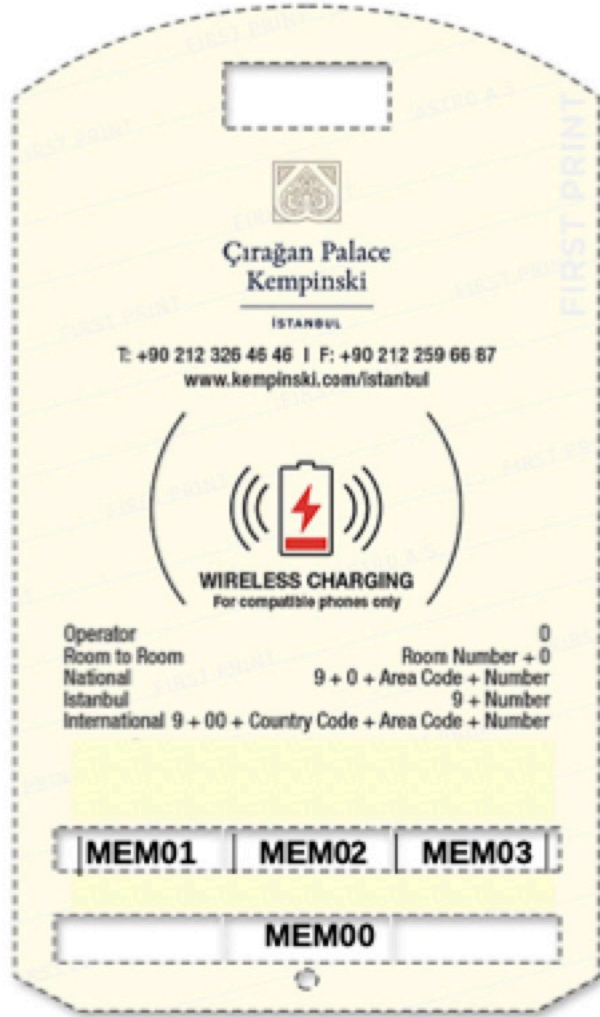 FIRST PRINT
Çırağan Palace
Kempinski
İSTANBUL
T: +90 212 326 46 46 I F: +90 212 259 66 87
www.kempinski.com/istanbul
WIRELESS CHARGING
For compatible phones only
Operator 0
Room to Room Room Number + 0
National 9 + 0 + Area Code + Number
Istanbul 9 + Number
International 9 + 00 + Country Code + Area Code + Number
MEM01 MEM02 MEM03
MEM00